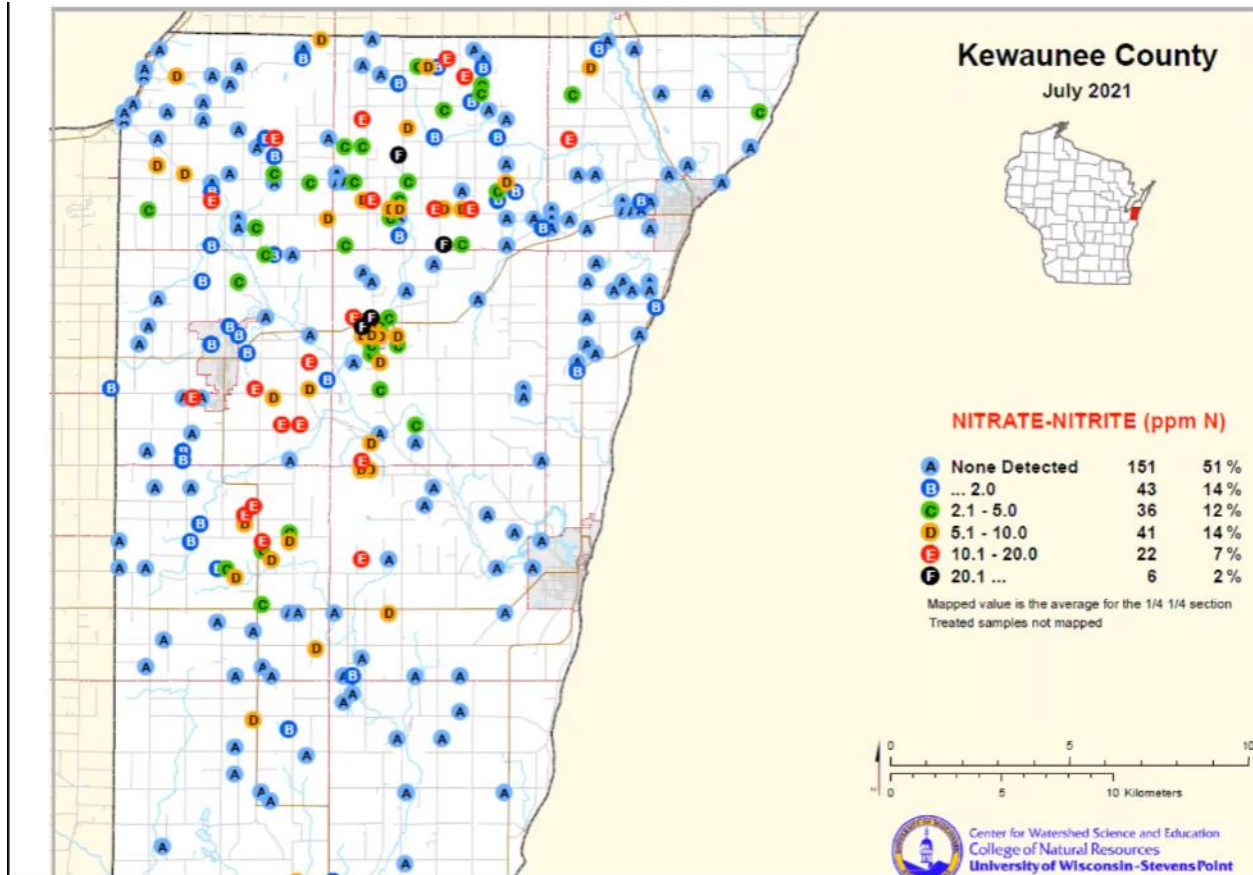 Kewaunee County
July 2021
NITRATE-NITRITE (ppm N)
A None Detected 151 51 %
B ... 2.0 43 14 %
C 2.1 - 5.0 36 12 %
D 5.1 - 10.0 41 14 %
E 10.1 - 20.0 22 7 %
F 20.1 ... 6 2 %
Mapped value is the average for the 1/4 1/4 section
Treated samples not mapped
0 5 10
0 5 10 Kilometers
Center for Watershed Science and Education
College of Natural Resources
University of Wisconsin-Stevens Point